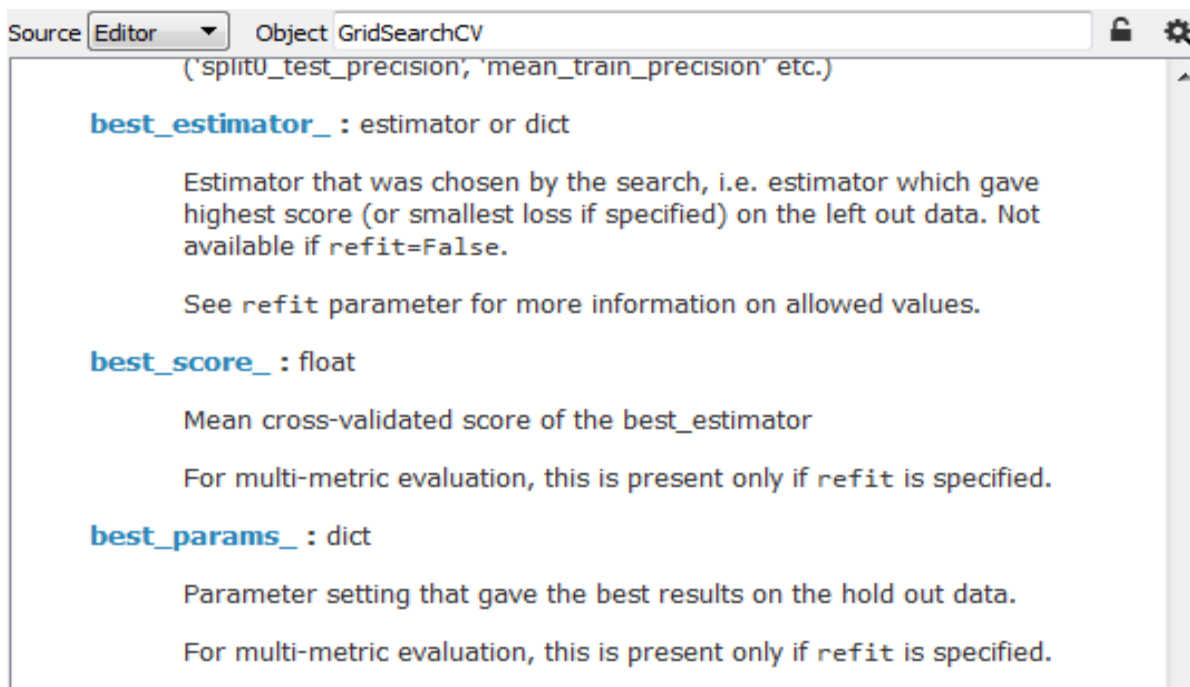 Source Editor Object GridSearchCV
('split0_test_precision', 'mean_train_precision' etc.)
best_estimator_ : estimator or dict
Estimator that was chosen by the search, i.e. estimator which gave
highest score (or smallest loss if specified) on the left out data. Not
available if refit=False.
See refit parameter for more information on allowed values.
best_score_ : float
Mean cross-validated score of the best_estimator
For multi-metric evaluation, this is present only if refit is specified.
best_params_ : dict
Parameter setting that gave the best results on the hold out data.
For multi-metric evaluation, this is present only if refit is specified.